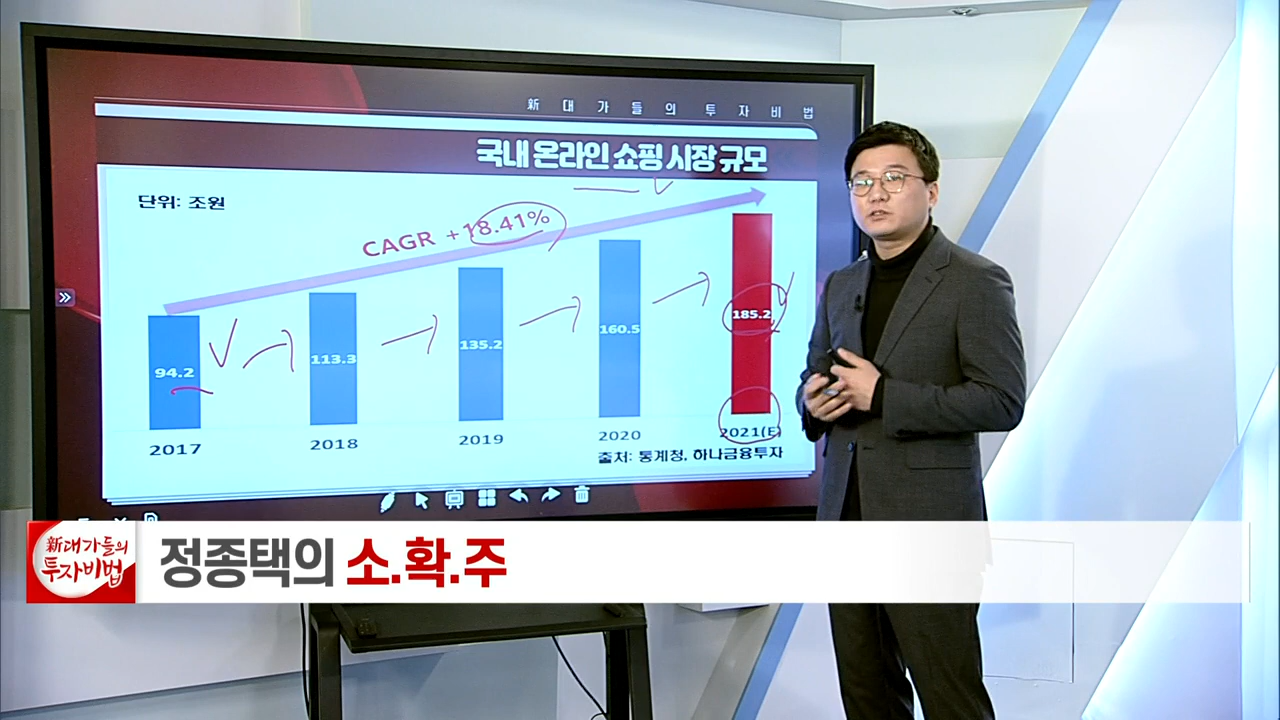 新 대가들의 투자비법
국내 온라인 쇼핑 시장 규모
단위: 조원
CAGR +18.41%
94.2
113.3
135.2
160.5
185.2
2017
2018
2019
2020
2021(E)
출처: 통계청, 하나금융투자
新대가들의
투자비법
정종택의 소.확.주